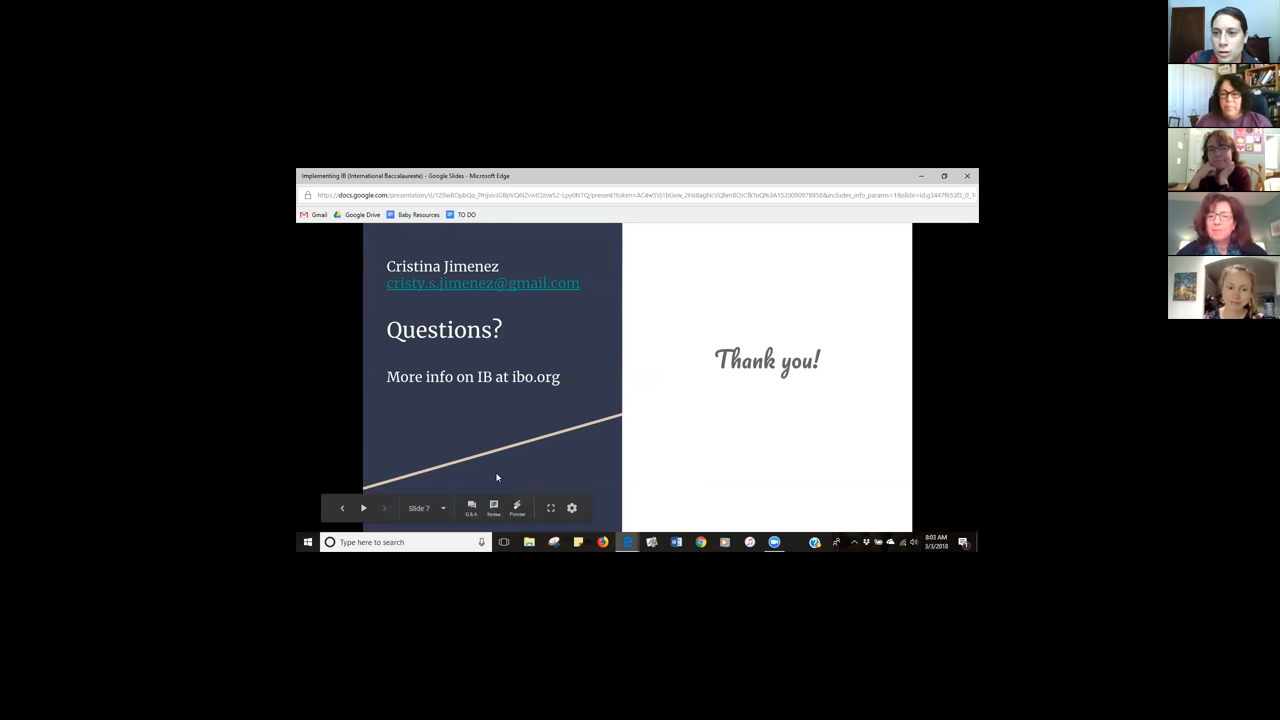 Implementing IB (International Baccalaureate) - Google Slides - Microsoft Edge
Gmail Google Drive Baby Resources TO DO
Cristina Jimenez
cristy.s.jimenez@gmail.com
Questions?
More info on IB at ibo.org
Thank you!
Slide 7
Q & A Notes Pointer
Type here to search
8:03 AM
3/3/2018